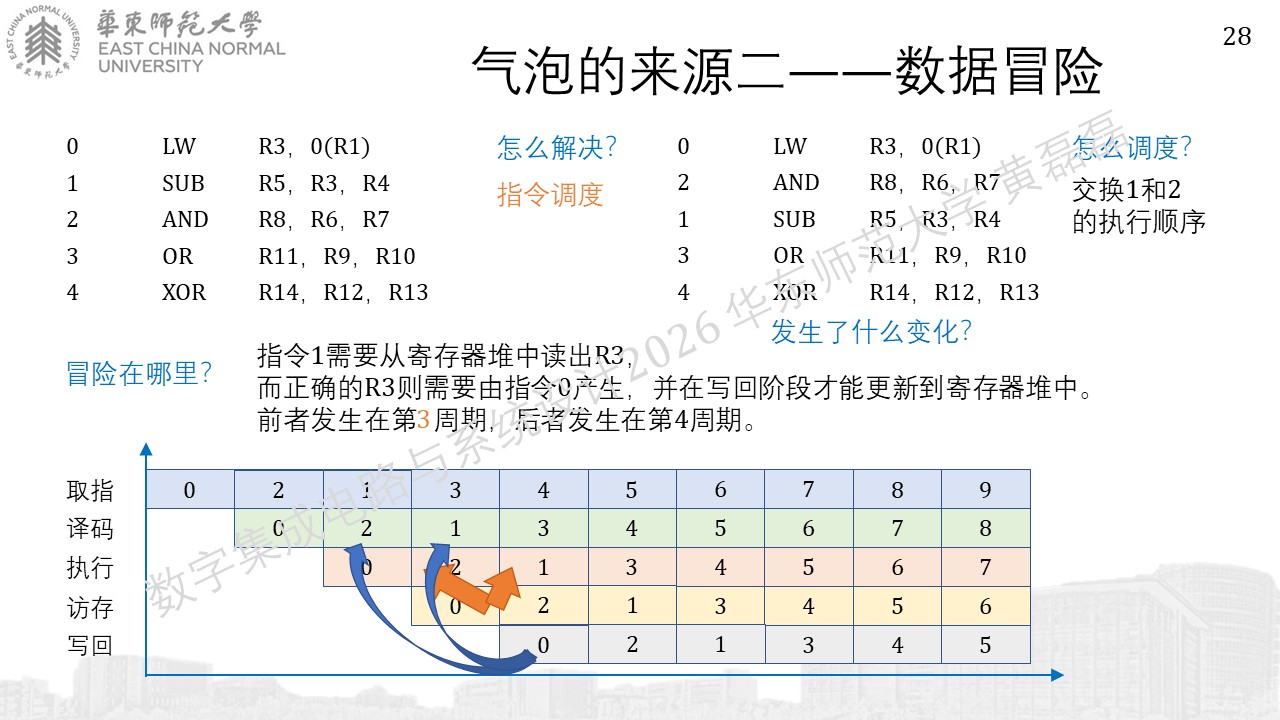 華東師範大學
EAST CHINA NORMAL
UNIVERSITY
EAST CHINA NORMAL UNIVERSITY
華東師範大學
28
气泡的来源二——数据冒险
0 LW R3，0(R1)
1 SUB R5，R3，R4
2 AND R8，R6，R7
3 OR R11，R9，R10
4 XOR R14，R12，R13
怎么解决？
指令调度
0 LW R3，0(R1)
2 AND R8，R6，R7
1 SUB R5，R3，R4
3 OR R11，R9，R10
4 XOR R14，R12，R13
怎么调度？
交换1和2
的执行顺序
发生了什么变化？
冒险在哪里？
指令1需要从寄存器堆中读出R3，
而正确的R3则需要由指令0产生，并在写回阶段才能更新到寄存器堆中。
前者发生在第3周期，后者发生在第4周期。
取指 0 2 1 3 4 5 6 7 8 9
译码 0 2 1 3 4 5 6 7 8
执行 0 2 1 3 4 5 6 7
访存 0 2 1 3 4 5 6
写回 0 2 1 3 4 5
数字集成电路与系统设计2026 华东师范大学 黄磊磊